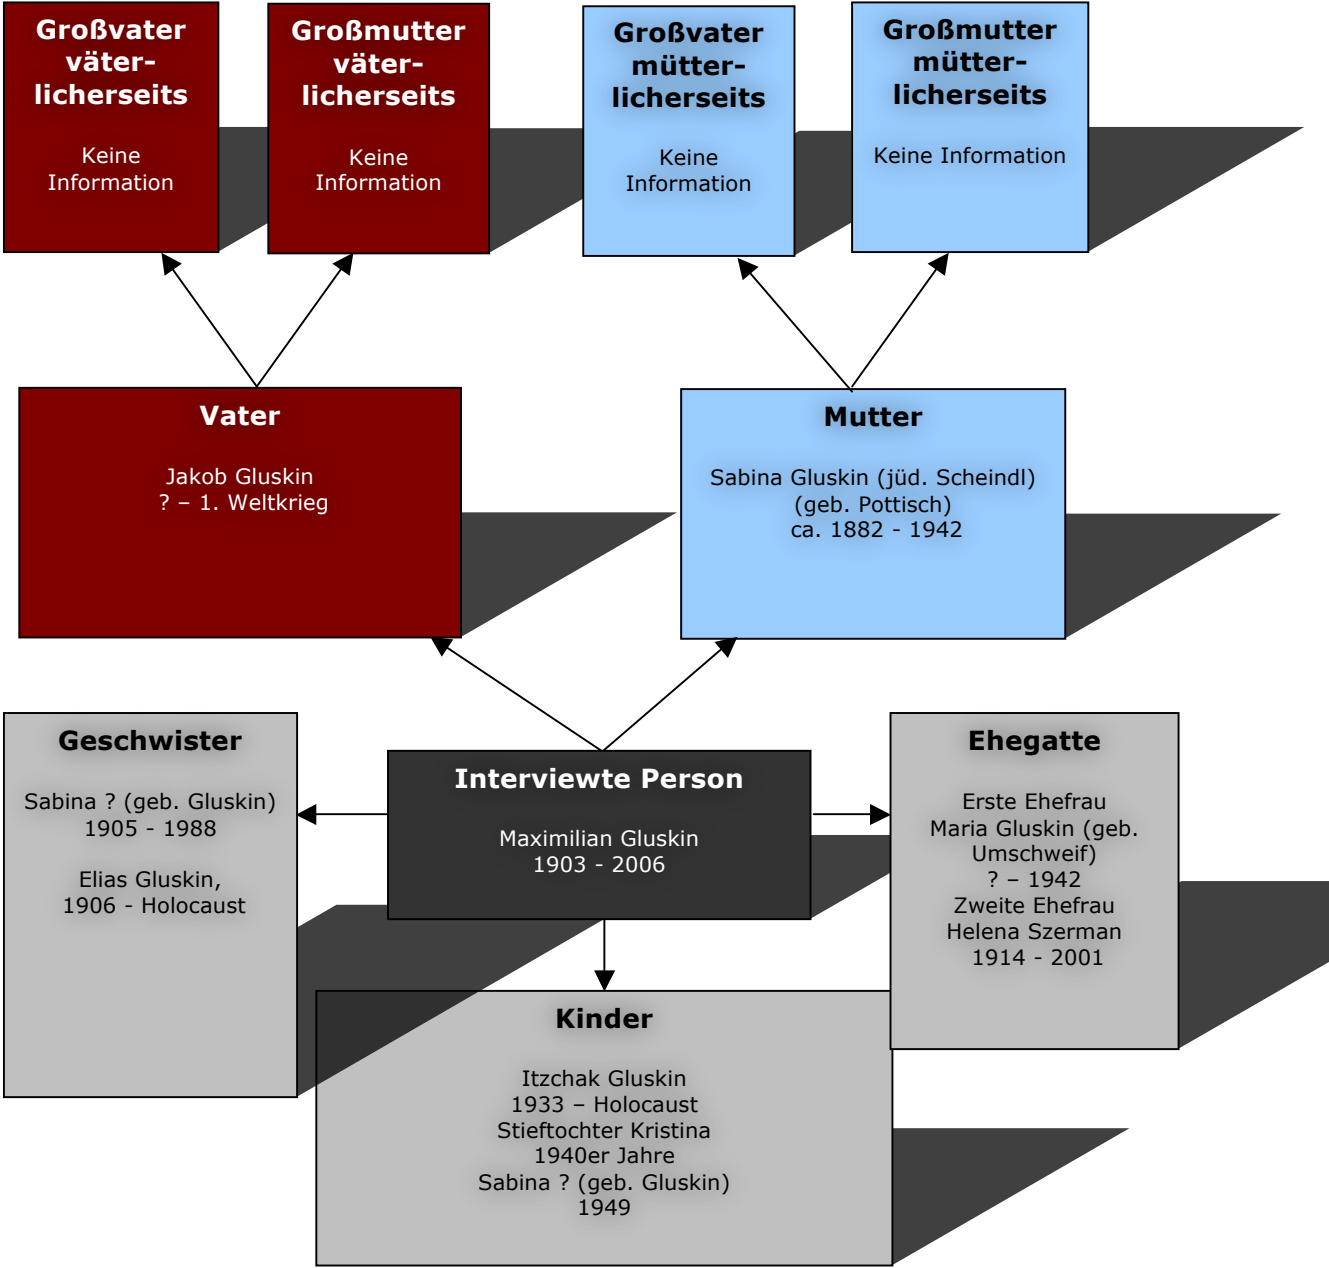 Großvater
väter-
licherseits
Keine
Information
Großmutter
väter-
licherseits
Keine
Information
Großvater
mütter-
licherseits
Keine
Information
Großmutter
mütter-
licherseits
Keine Information
Vater
Jakob Gluskin
? – 1. Weltkrieg
Mutter
Sabina Gluskin (jüd. Scheindl)
(geb. Pottisch)
ca. 1882 - 1942
Geschwister
Sabina ? (geb. Gluskin)
1905 - 1988
Elias Gluskin,
1906 - Holocaust
Interviewte Person
Maximilian Gluskin
1903 - 2006
Ehegatte
Erste Ehefrau
Maria Gluskin (geb.
Umschweif)
? – 1942
Zweite Ehefrau
Helena Szerman
1914 - 2001
Kinder
Itzchak Gluskin
1933 – Holocaust
Stieftochter Kristina
1940er Jahre
Sabina ? (geb. Gluskin)
1949